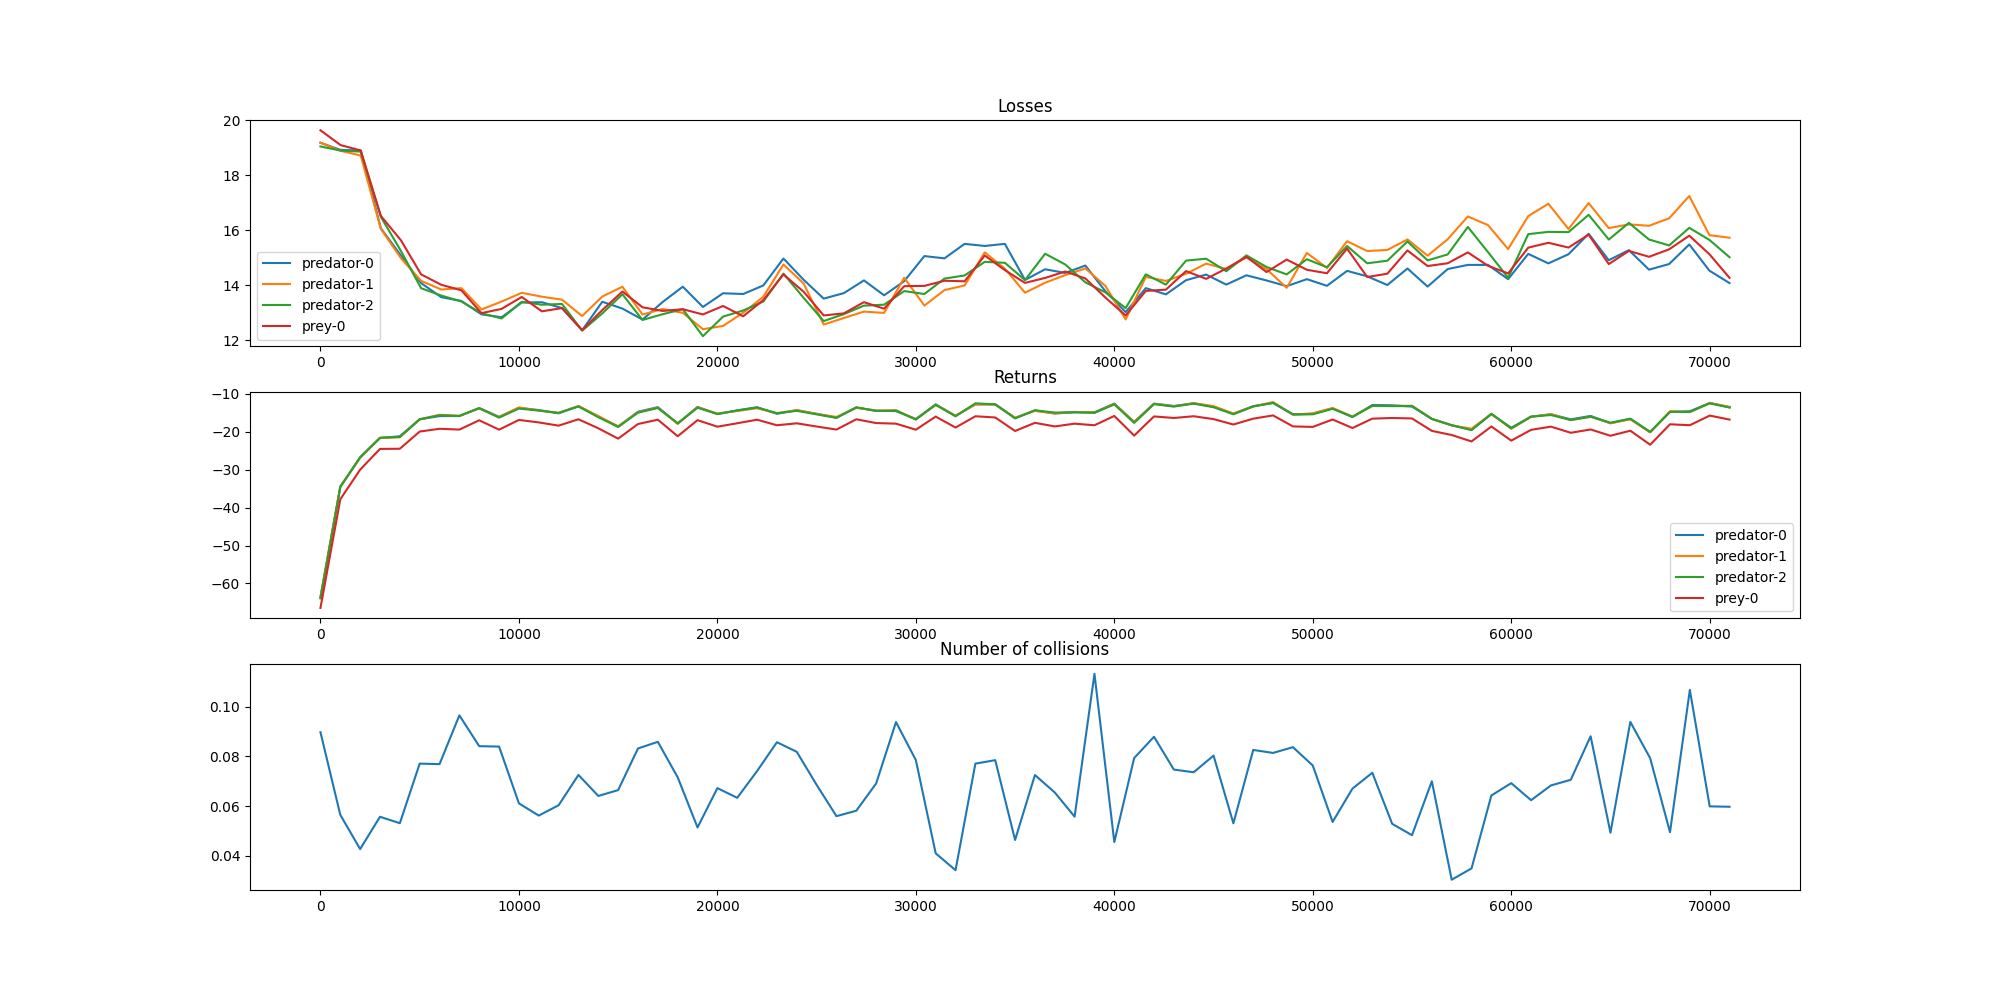 Losses
20
18
16
14
12
predator-0
predator-1
predator-2
prey-0
0 10000 20000 30000 40000 50000 60000 70000
Returns
−10
−20
−30
−40
−50
−60
predator-0
predator-1
predator-2
prey-0
0 10000 20000 30000 40000 50000 60000 70000
Number of collisions
0.10
0.08
0.06
0.04
0 10000 20000 30000 40000 50000 60000 70000